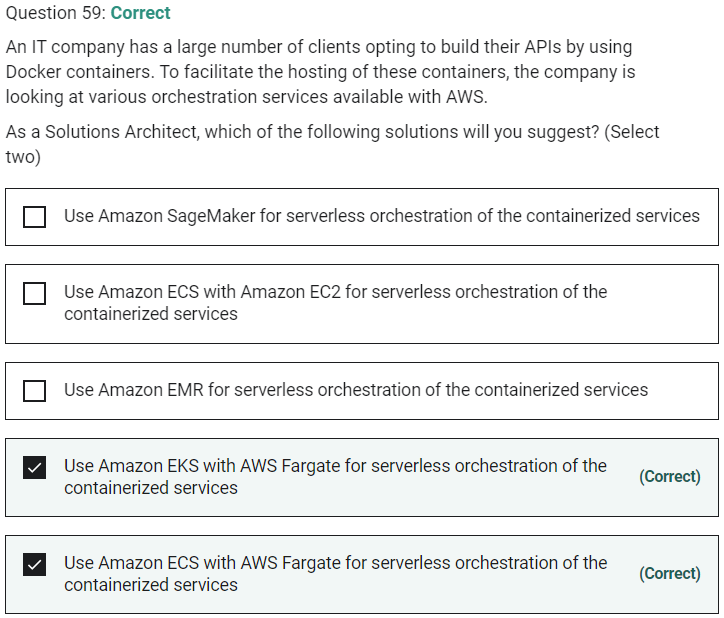 Question 59: Correct
An IT company has a large number of clients opting to build their APIs by using
Docker containers. To facilitate the hosting of these containers, the company is
looking at various orchestration services available with AWS.
As a Solutions Architect, which of the following solutions will you suggest? (Select
two)
Use Amazon SageMaker for serverless orchestration of the containerized services
Use Amazon ECS with Amazon EC2 for serverless orchestration of the
containerized services
Use Amazon EMR for serverless orchestration of the containerized services
Use Amazon EKS with AWS Fargate for serverless orchestration of the
containerized services
(Correct)
Use Amazon ECS with AWS Fargate for serverless orchestration of the
containerized services
(Correct)